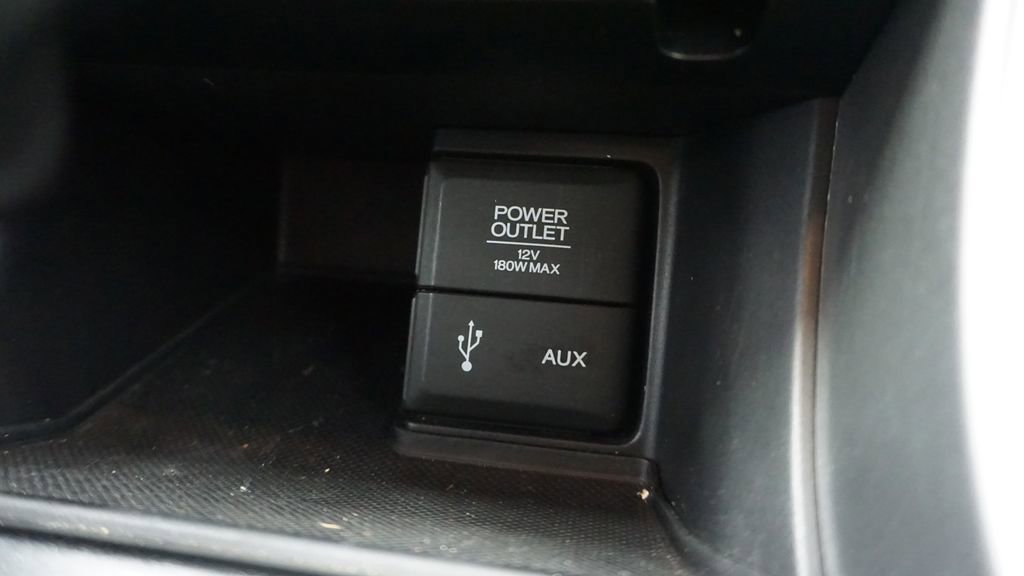 POWER
OUTLET
12V
180W MAX
AUX